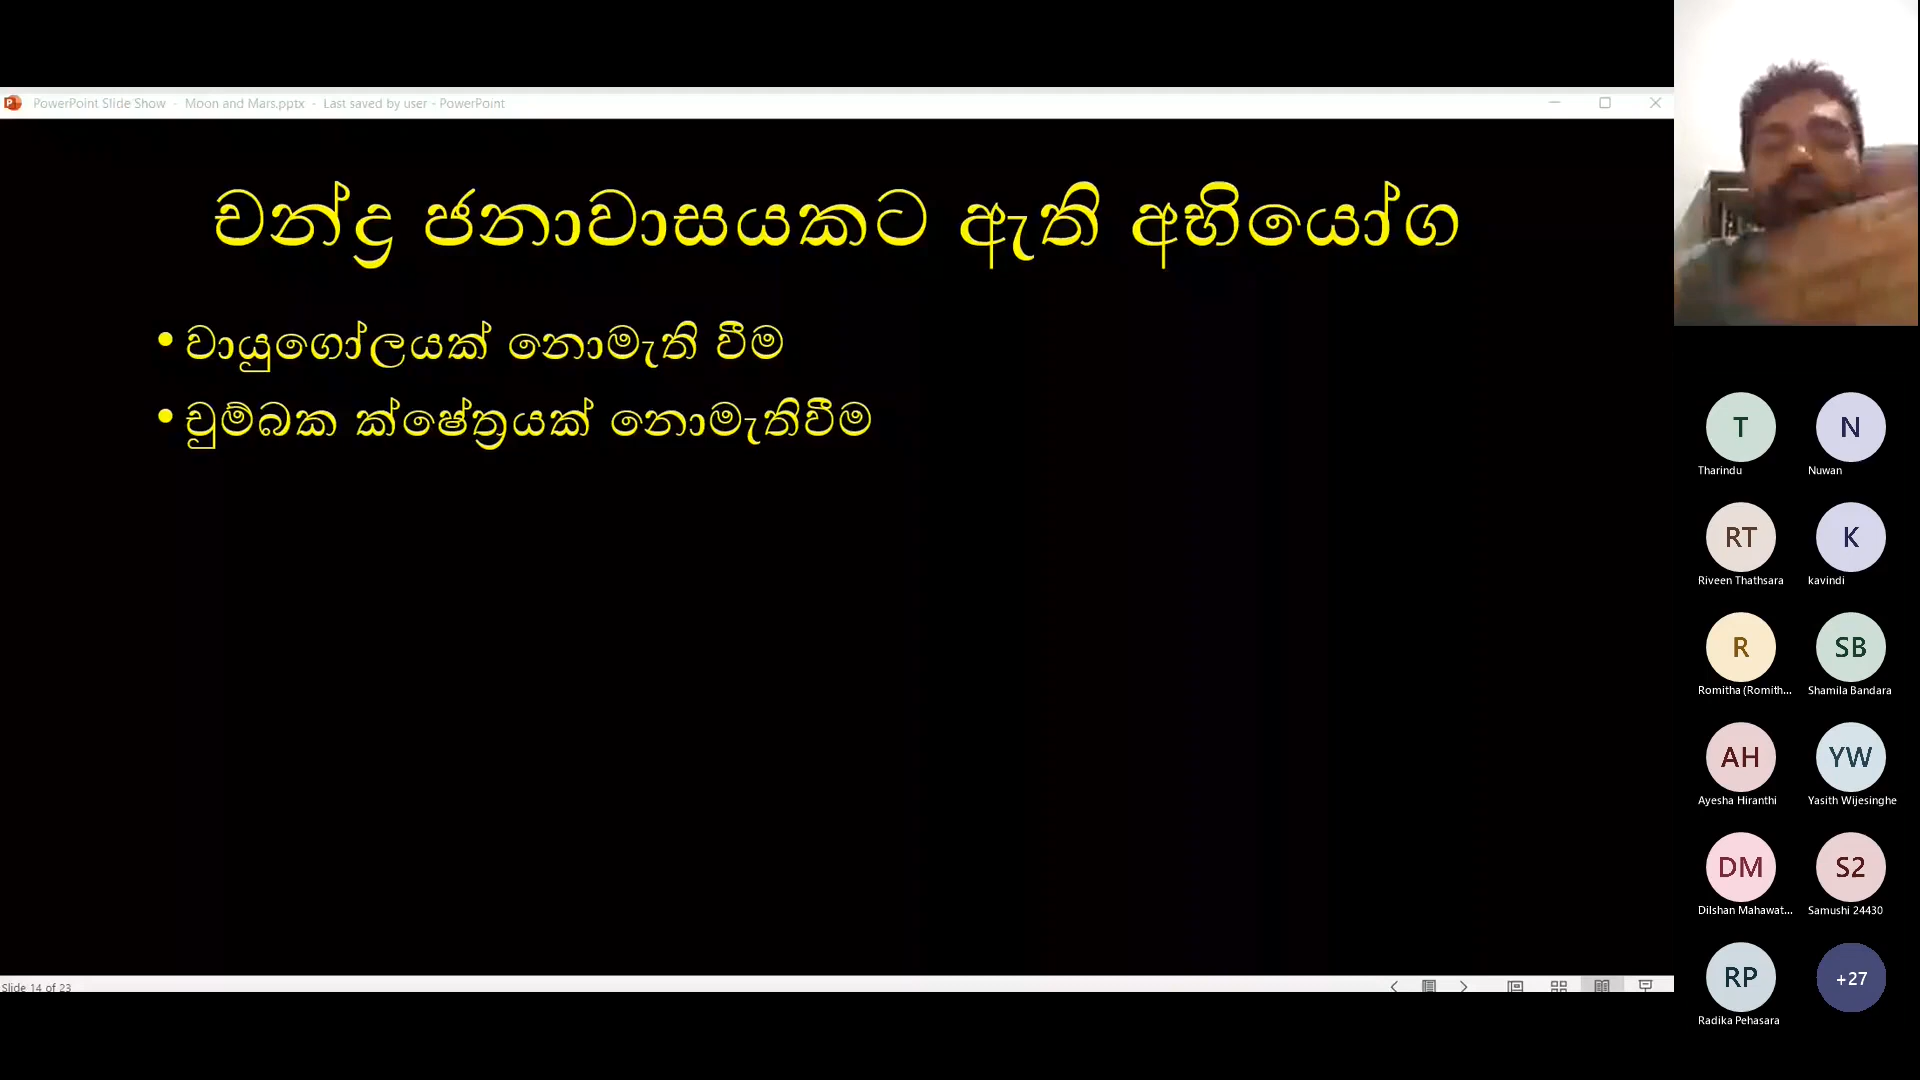 PowerPoint Slide Show - Moon and Mars.pptx - Last saved by user - PowerPoint
චන්ද්‍ර ජනාවාසයකට ඇති අභියෝග
• වායුගෝලයක් නොමැති වීම
• චුම්බක ක්ෂේත්‍රයක් නොමැතිවීම
Slide 14 of 23
T N
Tharindu Nuwan
RT K
Riveen Thathsara kavindi
R SB
Romitha (Romith... Shamila Bandara
AH YW
Ayesha Hiranthi Yasith Wijesinghe
DM S2
Dilshan Mahawat... Samushi 24430
RP +27
Radika Pehasara